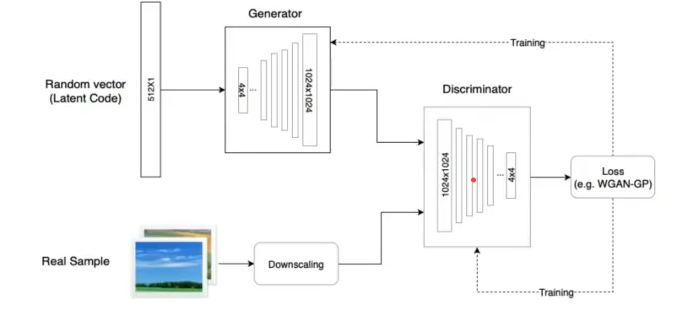 Generator
Training
Random vector
(Latent Code)
512X1
4x4
...
1024x1024
Discriminator
1024x1024
...
4x4
Loss
(e.g. WGAN-GP)
Real Sample
Downscaling
Training